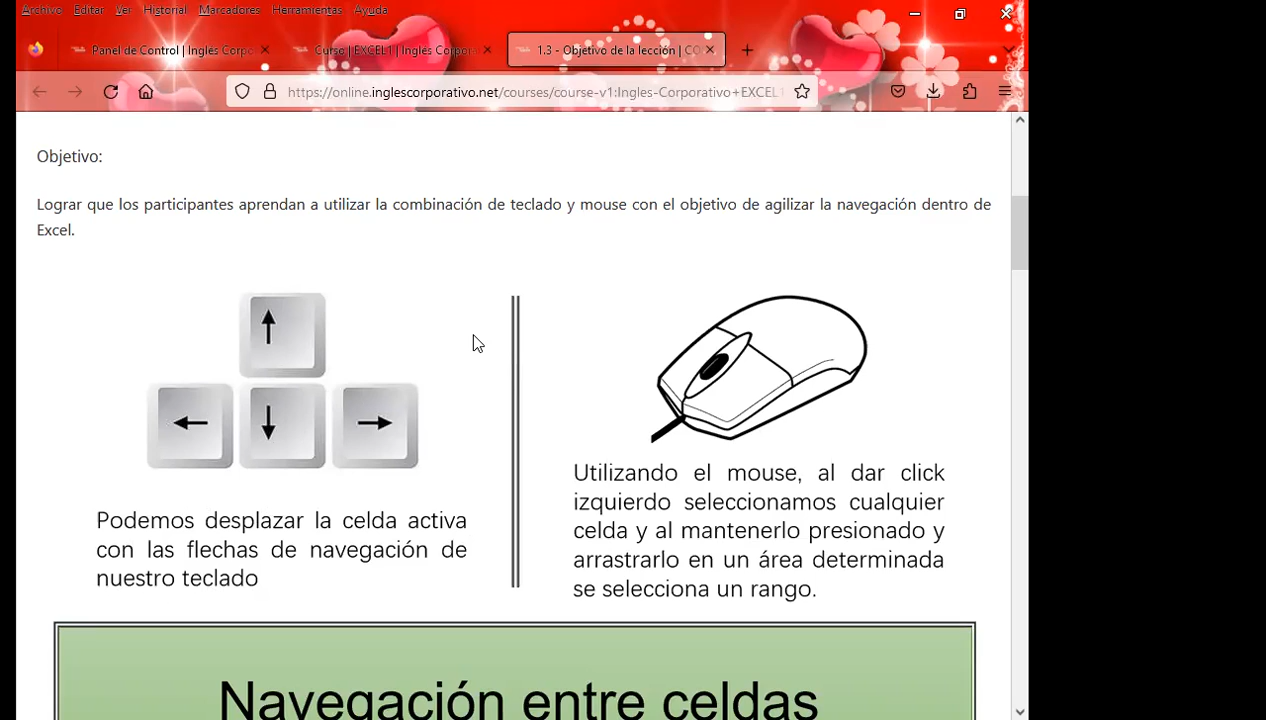 Archivo Editar Ver Historial Marcadores Herramientas Ayuda
Panel de Control | Ingles Corpo
Curso | EXCEL1 | Ingles Corpora
1.3 - Objetivo de la lección | CO
https://online.inglescorporativo.net/courses/course-v1:Ingles-Corporativo+EXCEL1
Objetivo:
Lograr que los participantes aprendan a utilizar la combinación de teclado y mouse con el objetivo de agilizar la navegación dentro de
Excel.
Podemos desplazar la celda activa
con las flechas de navegación de
nuestro teclado
Utilizando el mouse, al dar click
izquierdo seleccionamos cualquier
celda y al mantenerlo presionado y
arrastrarlo en un área determinada
se selecciona un rango.
Navegación entre celdas